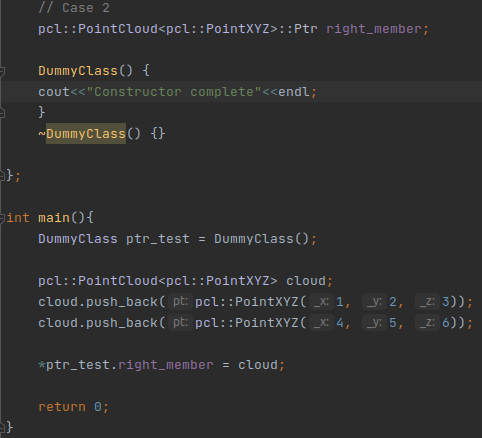 // Case 2
pcl::PointCloud<pcl::PointXYZ>::Ptr right_member;
DummyClass() {
cout<<"Constructor complete"<<endl;
}
~DummyClass() {}
};
int main(){
DummyClass ptr_test = DummyClass();
pcl::PointCloud<pcl::PointXYZ> cloud;
cloud.push_back( pt: pcl::PointXYZ( _x: 1, _y: 2, _z: 3));
cloud.push_back( pt: pcl::PointXYZ( _x: 4, _y: 5, _z: 6));
*ptr_test.right_member = cloud;
return 0;
}